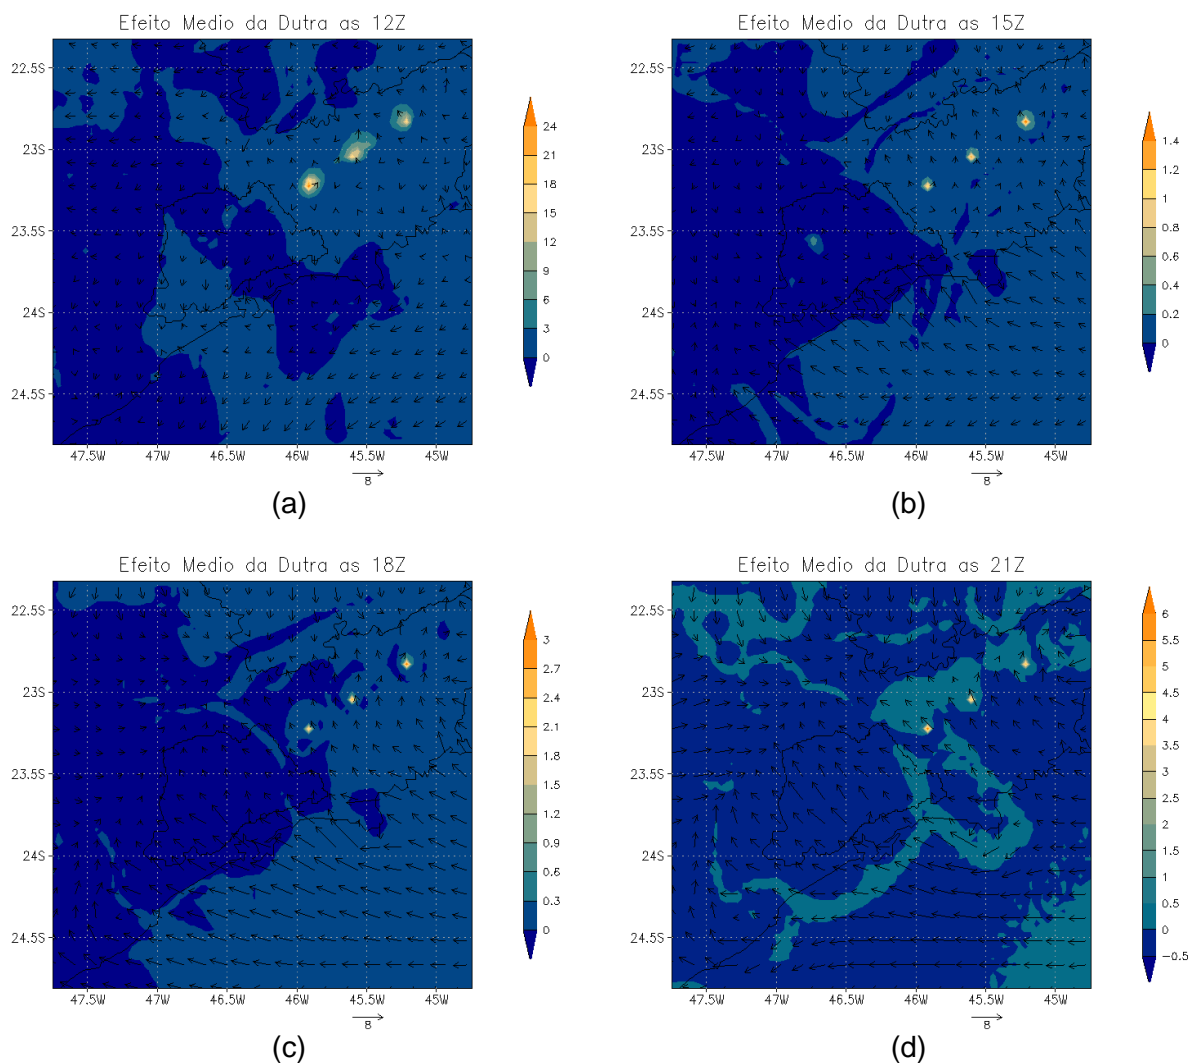 Efeito Medio da Dutra as 12Z
22.5S
23S
23.5S
24S
24.5S
47.5W 47W 46.5W 46W 45.5W 45W
24
21
18
15
12
9
6
3
0
8
(a)
Efeito Medio da Dutra as 15Z
22.5S
23S
23.5S
24S
24.5S
47.5W 47W 46.5W 46W 45.5W 45W
1.4
1.2
1
0.8
0.6
0.4
0.2
0
8
(b)
Efeito Medio da Dutra as 18Z
22.5S
23S
23.5S
24S
24.5S
47.5W 47W 46.5W 46W 45.5W 45W
3
2.7
2.4
2.1
1.8
1.5
1.2
0.9
0.6
0.3
0
8
(c)
Efeito Medio da Dutra as 21Z
22.5S
23S
23.5S
24S
24.5S
47.5W 47W 46.5W 46W 45.5W 45W
6
5.5
5
4.5
4
3.5
3
2.5
2
1.5
1
0.5
0
−0.5
8
(d)